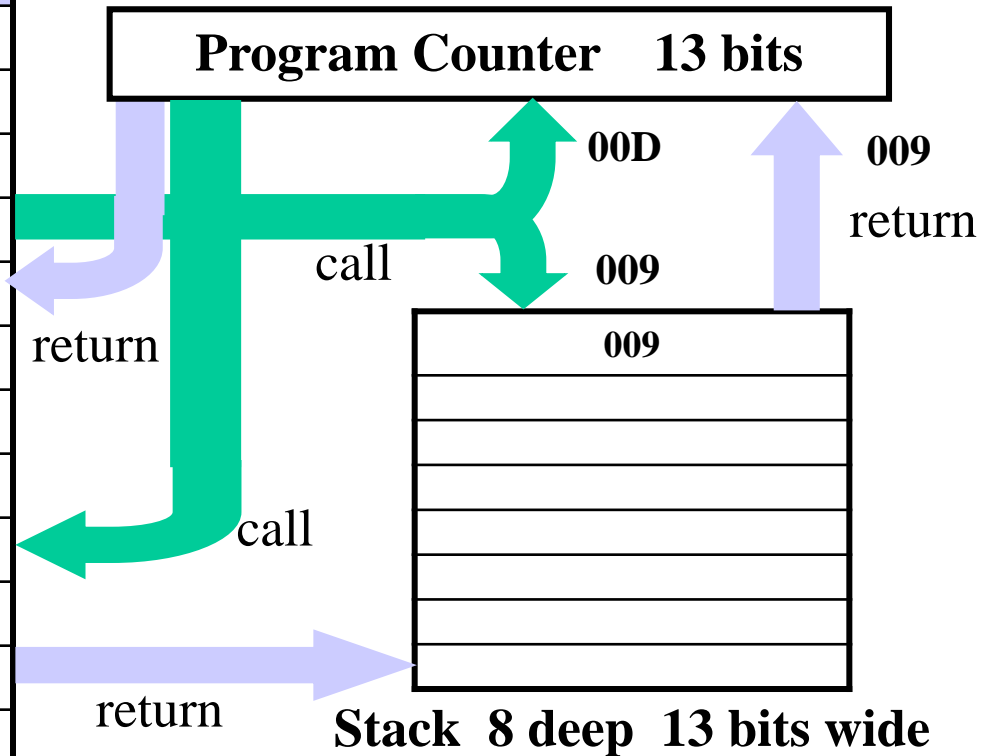 Program Counter 13 bits
00D
009
return
call
009
return
009
call
return
Stack 8 deep 13 bits wide